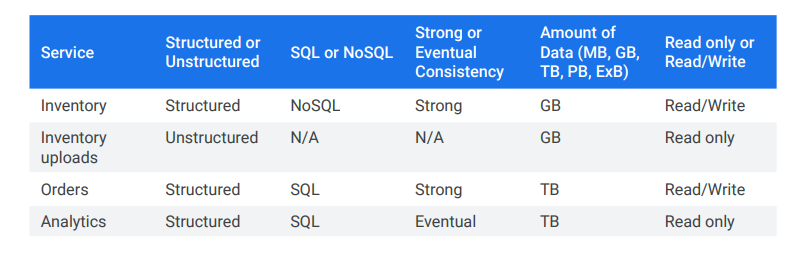 Service | Structured or Unstructured | SQL or NoSQL | Strong or Eventual Consistency | Amount of Data (MB, GB, TB, PB, ExB) | Read only or Read/Write
Inventory | Structured | NoSQL | Strong | GB | Read/Write
Inventory uploads | Unstructured | N/A | N/A | GB | Read only
Orders | Structured | SQL | Strong | TB | Read/Write
Analytics | Structured | SQL | Eventual | TB | Read only